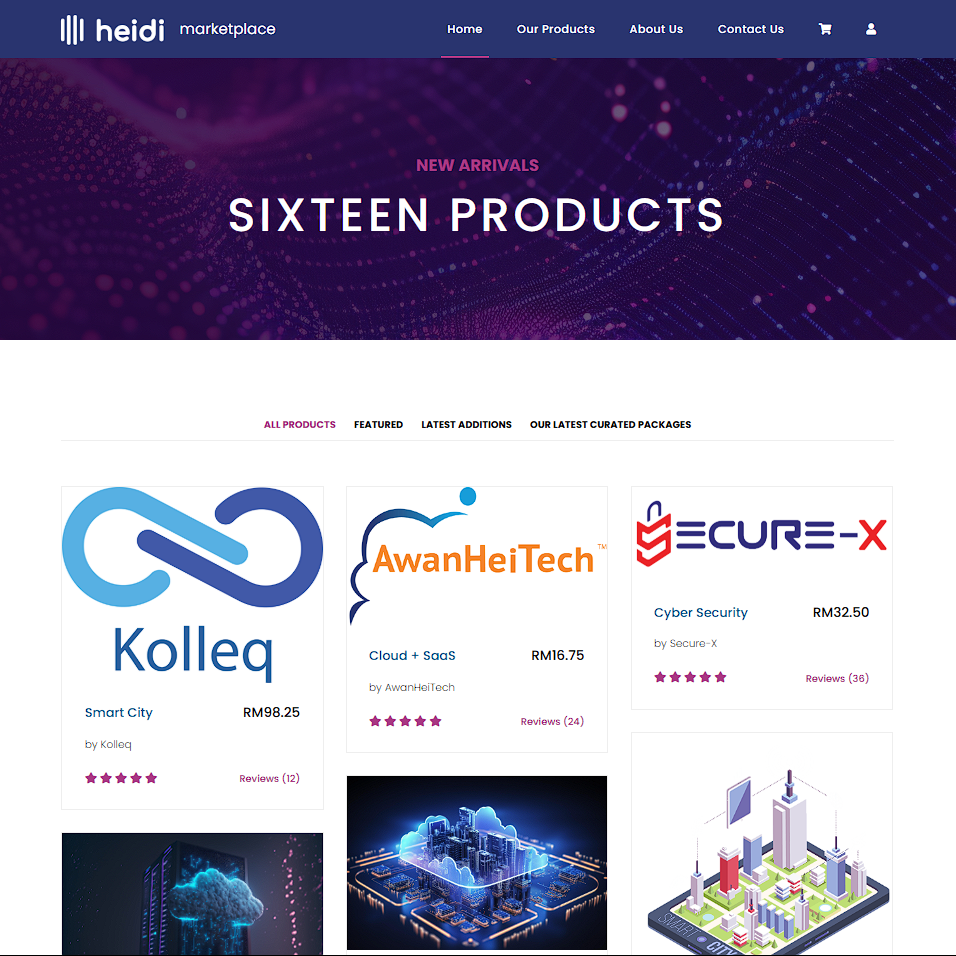 heidi marketplace
Home Our Products About Us Contact Us
NEW ARRIVALS
SIXTEEN PRODUCTS
ALL PRODUCTS FEATURED LATEST ADDITIONS OUR LATEST CURATED PACKAGES
Kolleq
Smart City RM98.25
by Kolleq
Reviews (12)
AwanHeiTech™
Cloud + SaaS RM16.75
by AwanHeiTech
Reviews (24)
SECURE-X
Cyber Security RM32.50
by Secure-X
Reviews (36)
SMART CITY